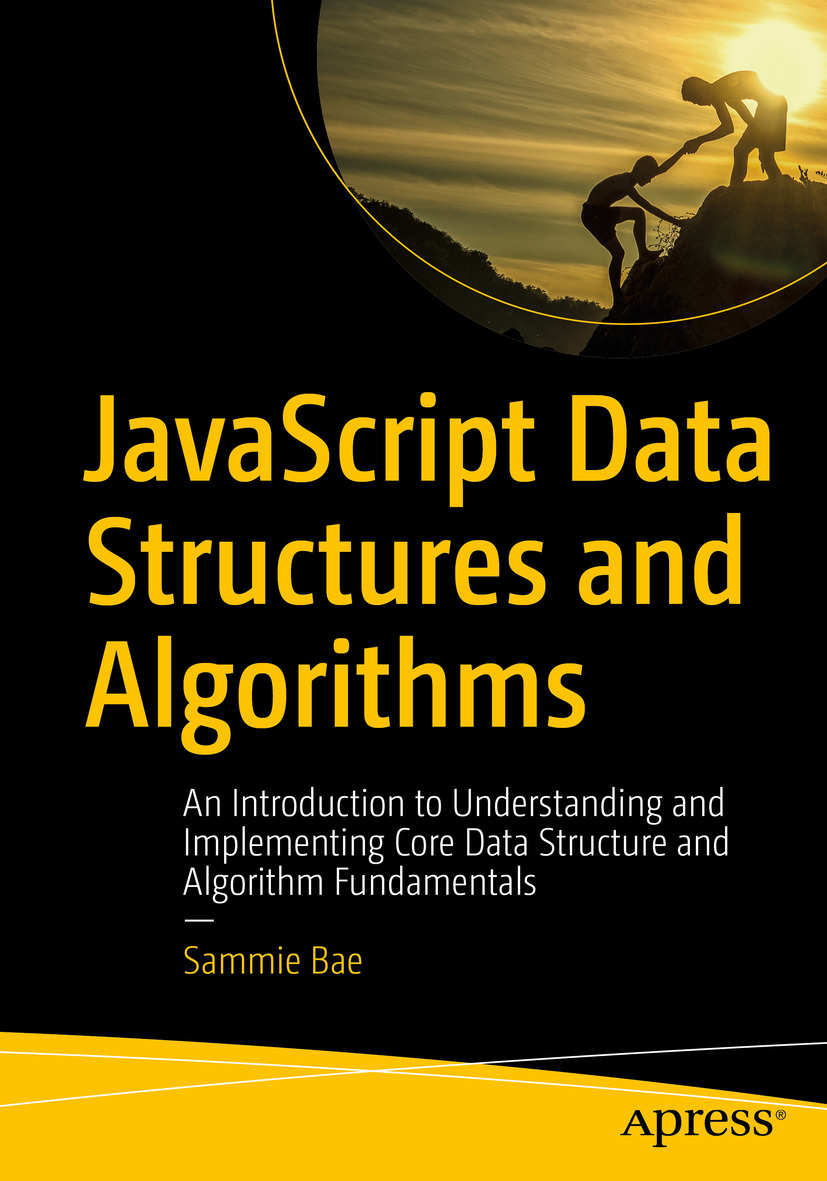 JavaScript Data
Structures and
Algorithms
An Introduction to Understanding and
Implementing Core Data Structure and
Algorithm Fundamentals
—
Sammie Bae
Apress®